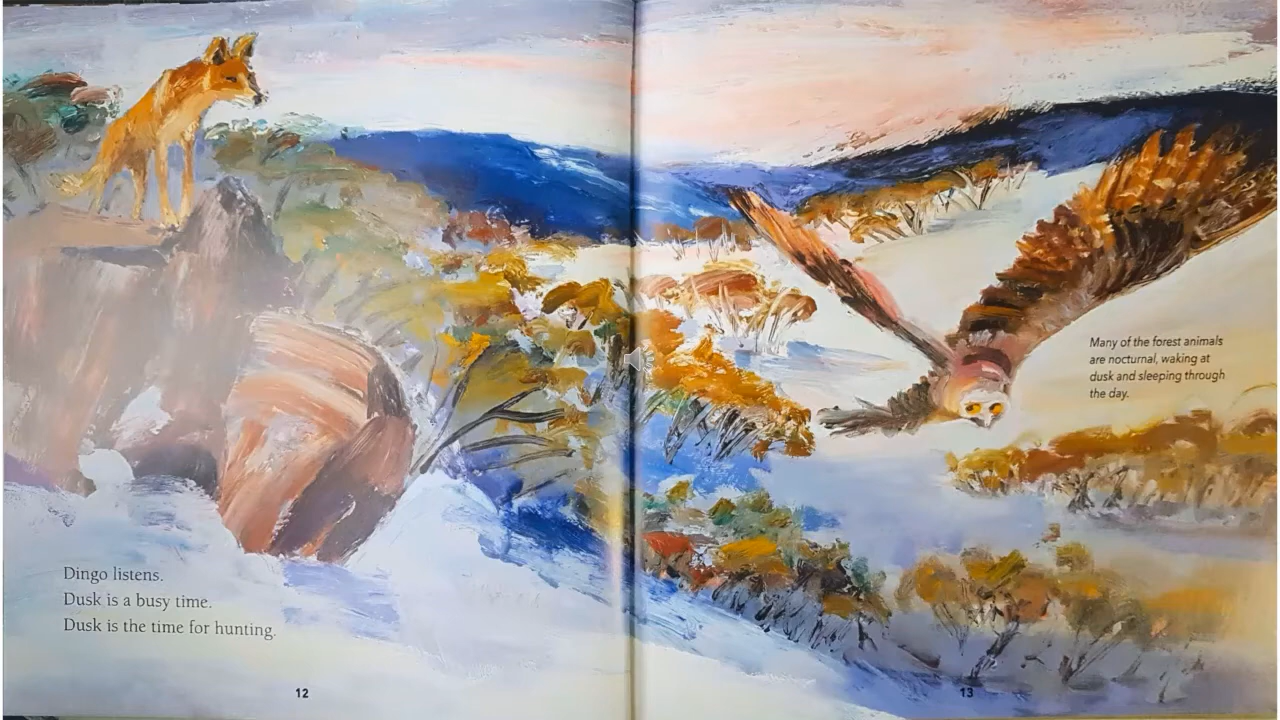 Dingo listens.
Dusk is a busy time.
Dusk is the time for hunting.
12
Many of the forest animals
are nocturnal, waking at
dusk and sleeping through
the day.
13